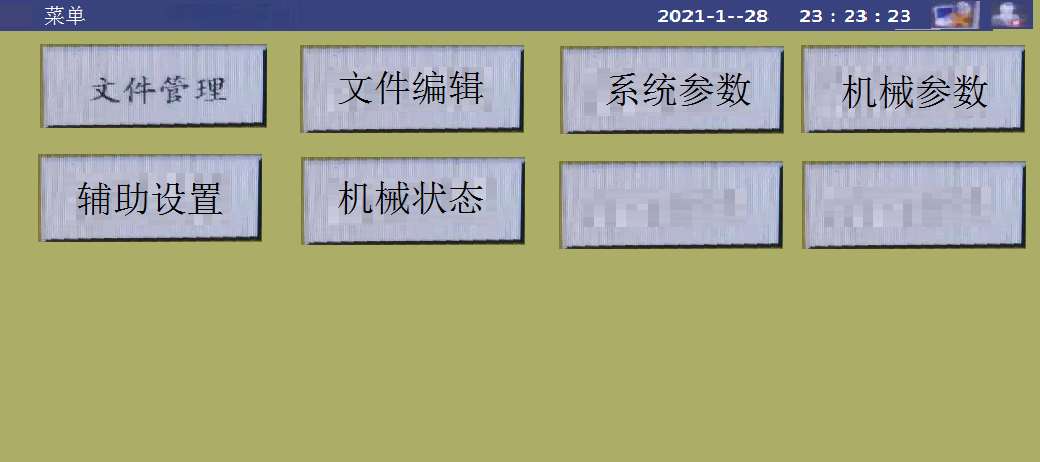 菜单 2021-1--28 23 : 23 : 23
文件管理 文件编辑 系统参数 机械参数
辅助设置 机械状态